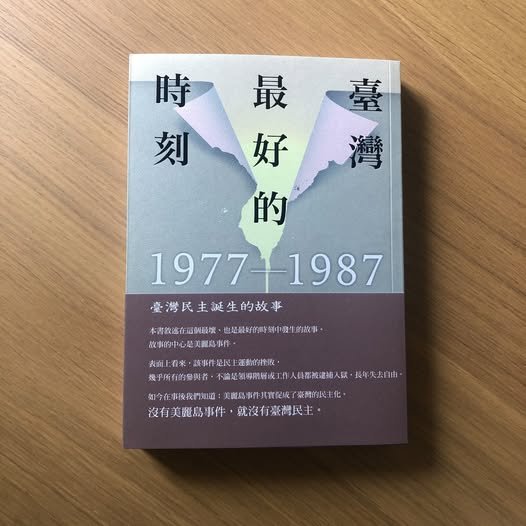 臺灣
最好的
時刻
1977—1987
臺灣民主誕生的故事
本書敘述在這個最壞、也是最好的時刻中發生的故事。
故事的中心是美麗島事件。
表面上看來，該事件是民主運動的挫敗，
幾乎所有的參與者，不論是領導階層或工作人員都被逮捕入獄，長年失去自由。
如今在事後我們知道：美麗島事件其實促成了臺灣的民主化，
沒有美麗島事件，就沒有臺灣民主。